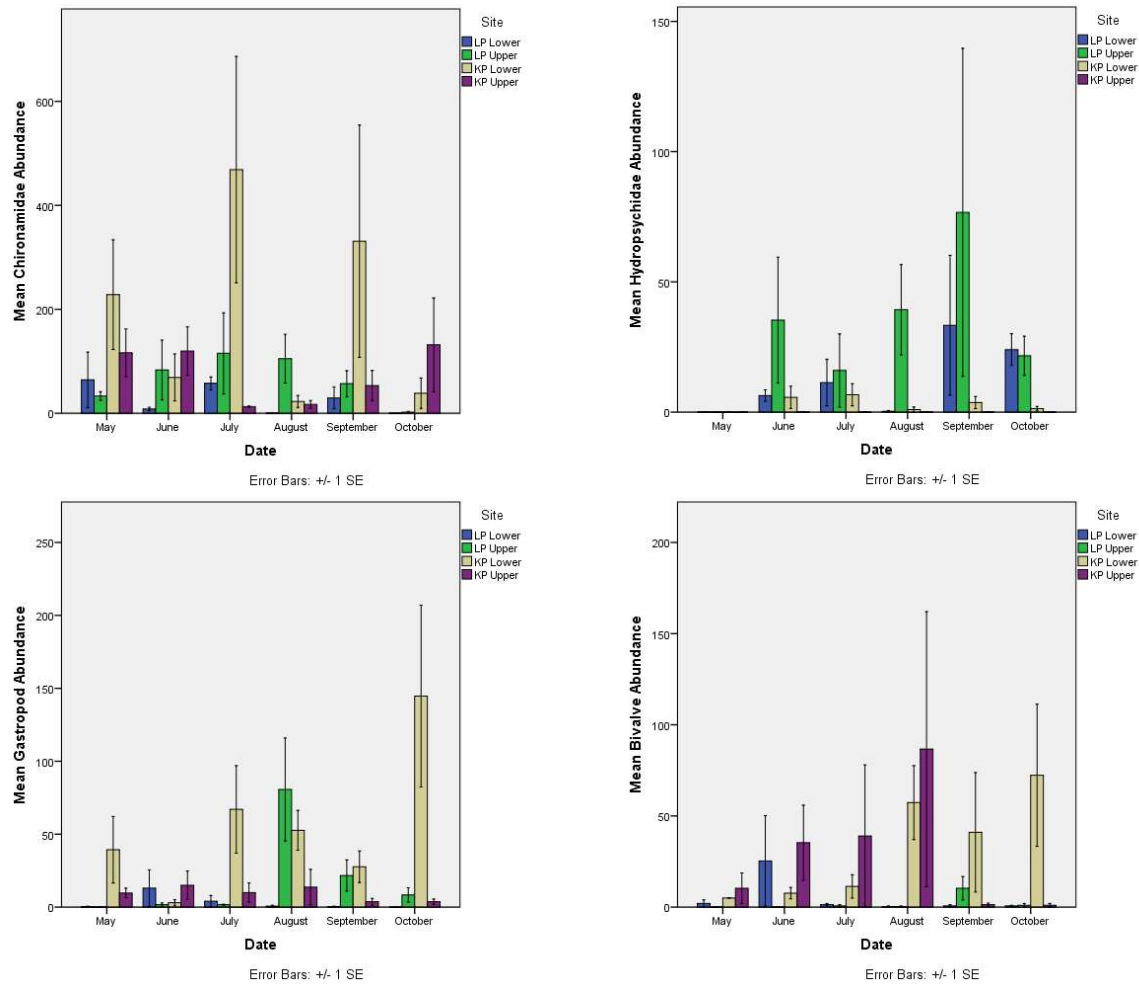 Mean Chironamidae Abundance
600
400
200
0
May June July August September October
Date
Error Bars: +/- 1 SE
Site
LP Lower
LP Upper
KP Lower
KP Upper
Mean Hydropsychidae Abundance
150
100
50
0
May June July August September October
Date
Error Bars: +/- 1 SE
Site
LP Lower
LP Upper
KP Lower
KP Upper
Mean Gastropod Abundance
250
200
150
100
50
0
May June July August September October
Date
Error Bars: +/- 1 SE
Site
LP Lower
LP Upper
KP Lower
KP Upper
Mean Bivalve Abundance
200
150
100
50
0
May June July August September October
Date
Error Bars: +/- 1 SE
Site
LP Lower
LP Upper
KP Lower
KP Upper